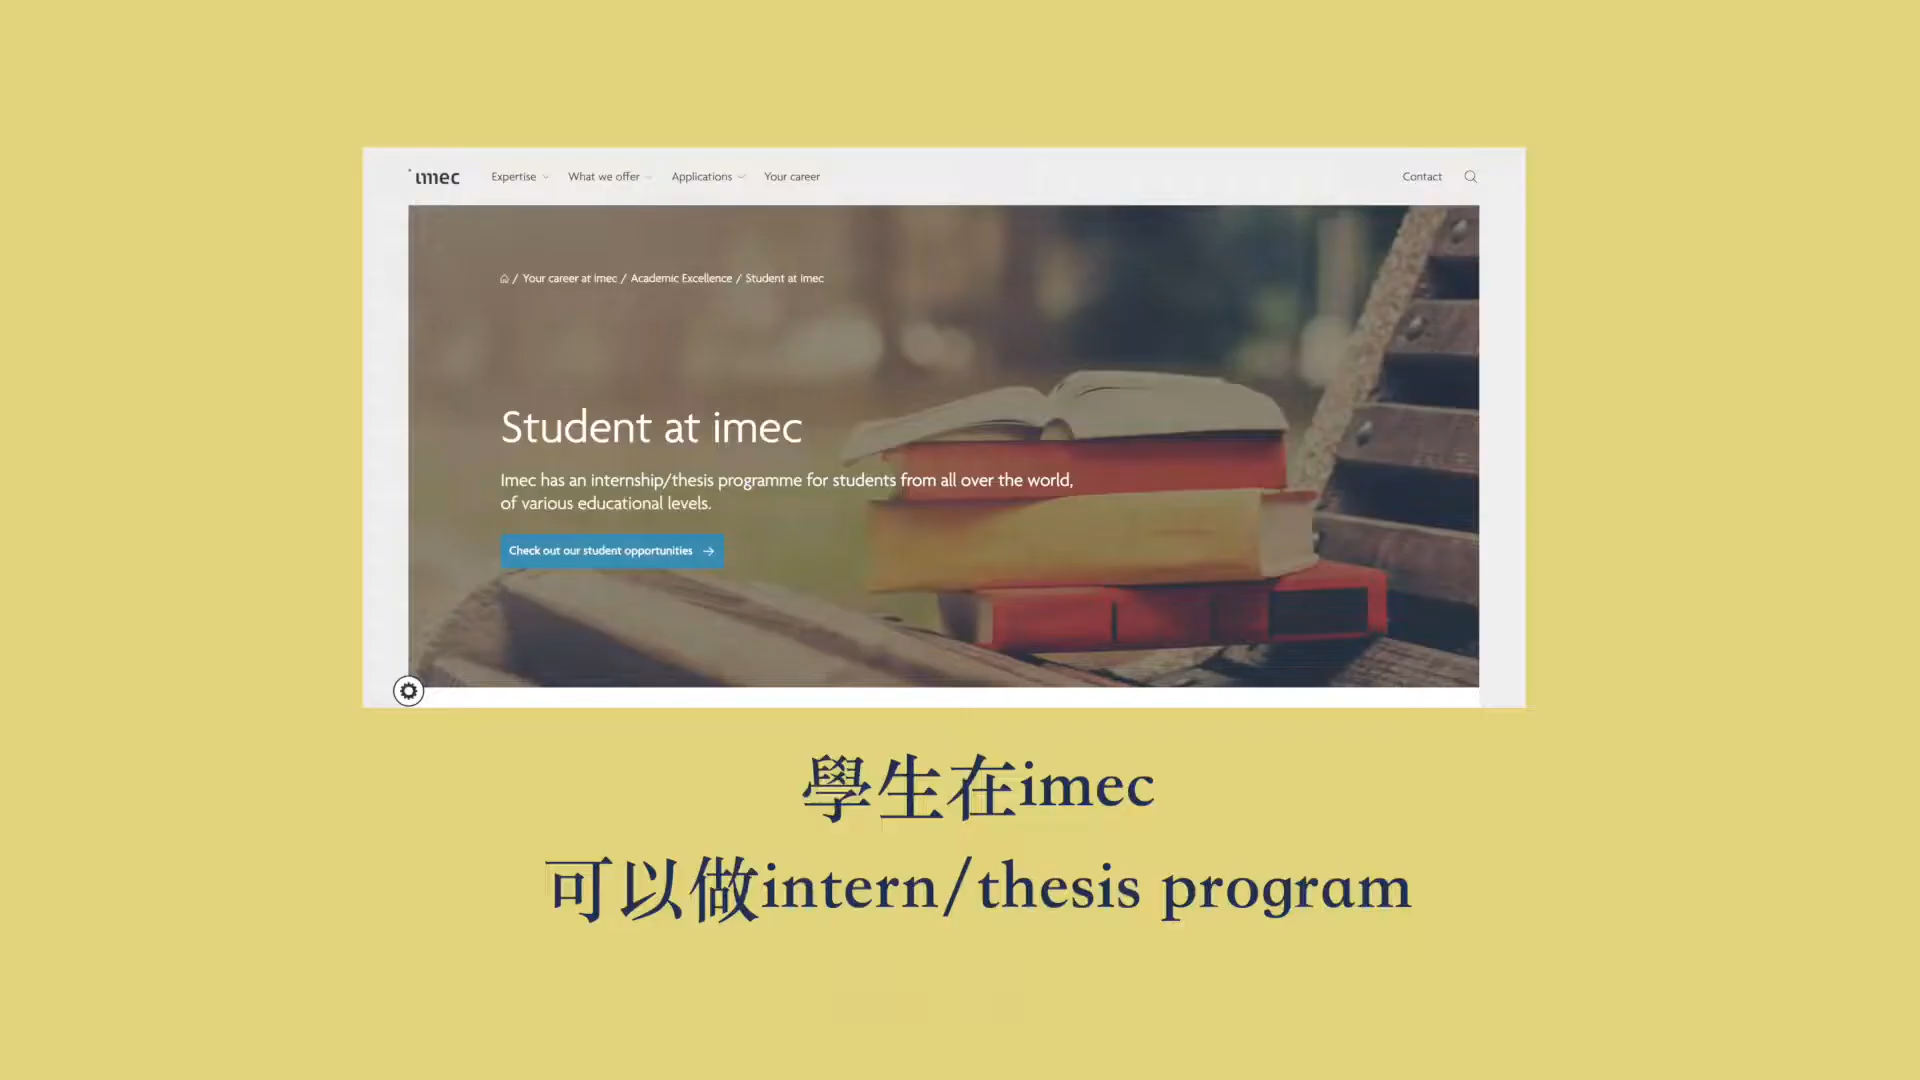 imec Expertise What we offer Applications Your career Contact
/ Your career at imec / Academic Excellence / Student at imec
Student at imec
Imec has an internship/thesis programme for students from all over the world,
of various educational levels.
Check out our student opportunities →
學生在imec
可以做intern/thesis program